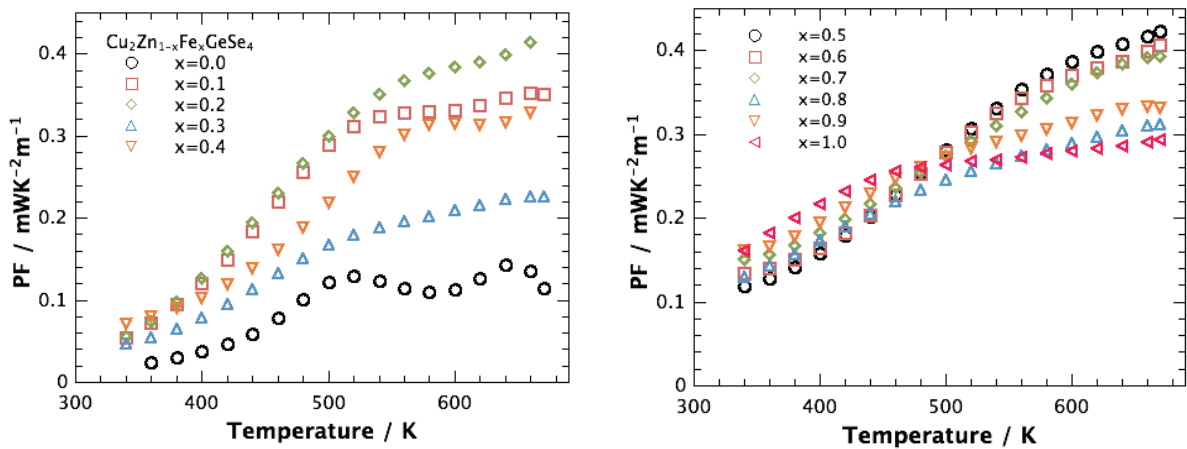 PF / mWK⁻²m⁻¹
0.4
0.3
0.2
0.1
0
300
400
500
600
Temperature / K
Cu₂Zn₁₋ₓFeₓGeSe₄
x=0.0
x=0.1
x=0.2
x=0.3
x=0.4
PF / mWK⁻²m⁻¹
0.4
0.3
0.2
0.1
0
300
400
500
600
Temperature / K
x=0.5
x=0.6
x=0.7
x=0.8
x=0.9
x=1.0